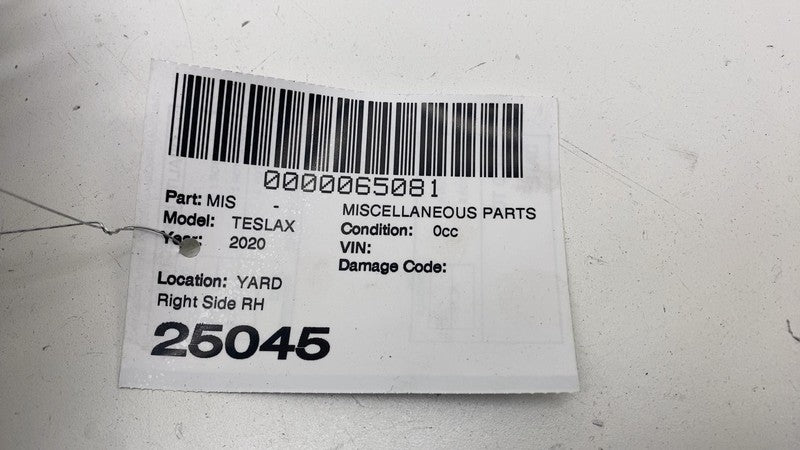 0000065081
Part: MIS - MISCELLANEOUS PARTS
Model: TESLAX Condition: 0cc
Year: 2020 VIN:
Damage Code:
Location: YARD
Right Side RH
25045